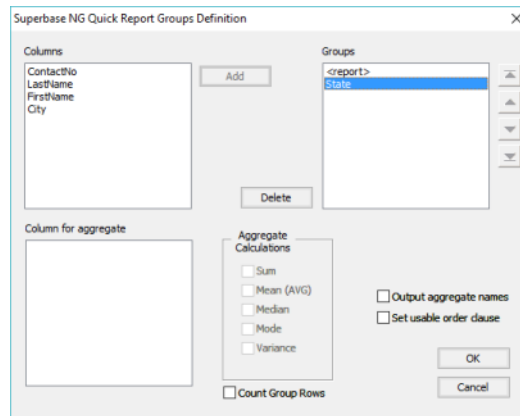 Superbase NG Quick Report Groups Definition
Columns
ContactNo
LastName
FirstName
City
Add
Groups
<report>
State
Delete
Column for aggregate
Aggregate
Calculations
Sum
Mean (AVG)
Median
Mode
Variance
Count Group Rows
Output aggregate names
Set usable order clause
OK
Cancel